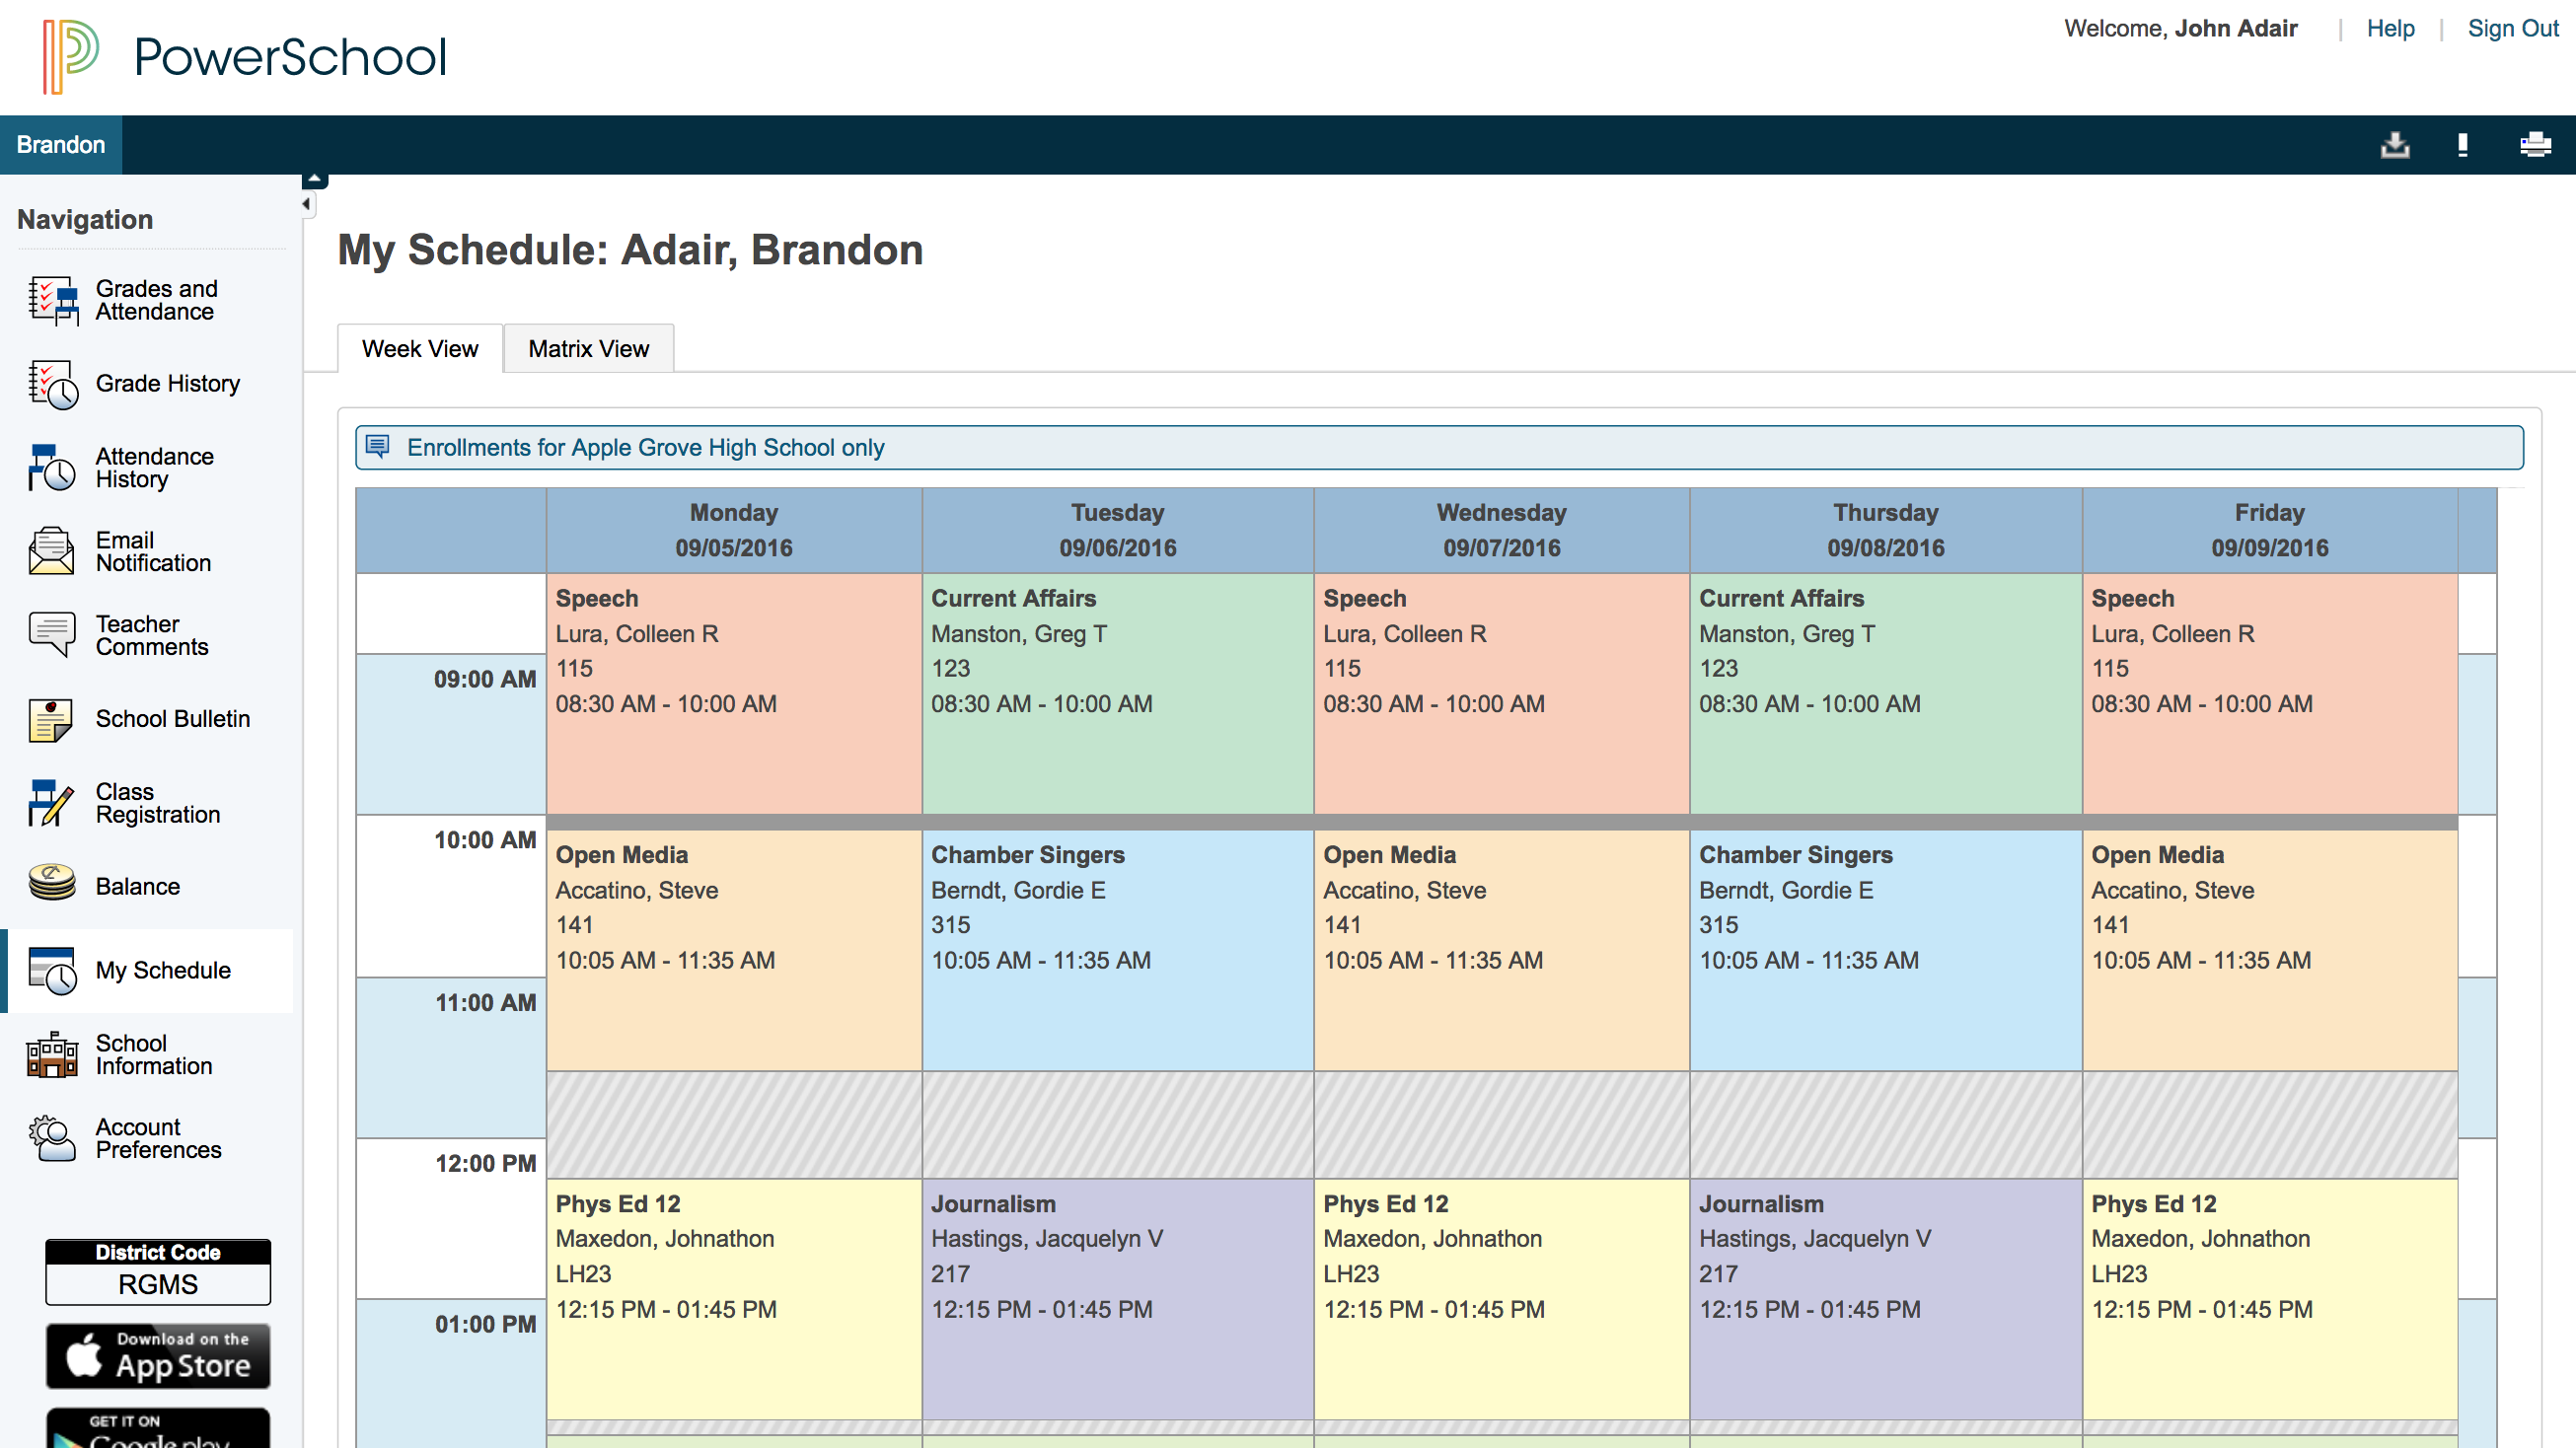 PowerSchool
Welcome, John Adair | Help | Sign Out
Brandon
Navigation
Grades and
Attendance
Grade History
Attendance
History
Email
Notification
Teacher
Comments
School Bulletin
Class
Registration
Balance
My Schedule
School
Information
Account
Preferences
District Code
RGMS
Download on the
App Store
GET IT ON
Google play
My Schedule: Adair, Brandon
Week View
Matrix View
Enrollments for Apple Grove High School only
Monday
09/05/2016
Tuesday
09/06/2016
Wednesday
09/07/2016
Thursday
09/08/2016
Friday
09/09/2016
09:00 AM
10:00 AM
11:00 AM
12:00 PM
01:00 PM
Speech
Lura, Colleen R
115
08:30 AM - 10:00 AM
Current Affairs
Manston, Greg T
123
08:30 AM - 10:00 AM
Speech
Lura, Colleen R
115
08:30 AM - 10:00 AM
Current Affairs
Manston, Greg T
123
08:30 AM - 10:00 AM
Speech
Lura, Colleen R
115
08:30 AM - 10:00 AM
Open Media
Accatino, Steve
141
10:05 AM - 11:35 AM
Chamber Singers
Berndt, Gordie E
315
10:05 AM - 11:35 AM
Open Media
Accatino, Steve
141
10:05 AM - 11:35 AM
Chamber Singers
Berndt, Gordie E
315
10:05 AM - 11:35 AM
Open Media
Accatino, Steve
141
10:05 AM - 11:35 AM
Phys Ed 12
Maxedon, Johnathon
LH23
12:15 PM - 01:45 PM
Journalism
Hastings, Jacquelyn V
217
12:15 PM - 01:45 PM
Phys Ed 12
Maxedon, Johnathon
LH23
12:15 PM - 01:45 PM
Journalism
Hastings, Jacquelyn V
217
12:15 PM - 01:45 PM
Phys Ed 12
Maxedon, Johnathon
LH23
12:15 PM - 01:45 PM